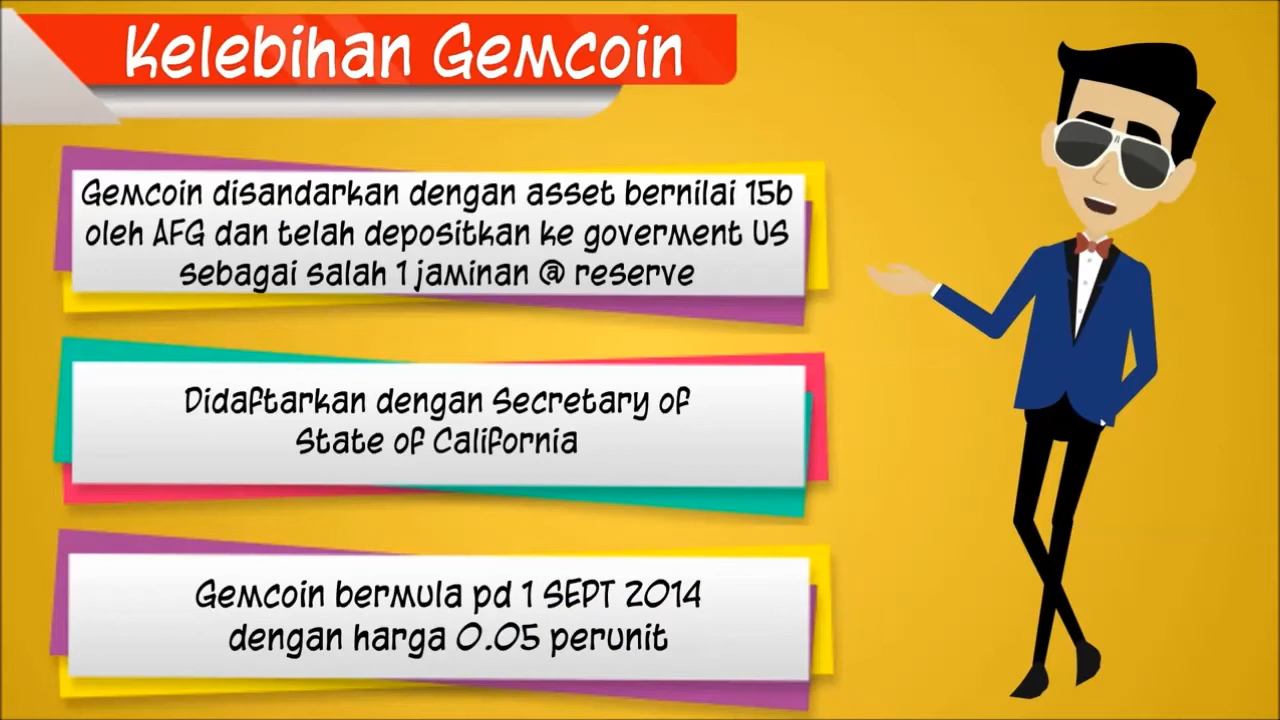 Kelebihan Gemcoin
Gemcoin disandarkan dengan asset bernilai 15b
oleh AFG dan telah depositkan ke goverment US
sebagai salah 1 jaminan @ reserve
Didaftarkan dengan Secretary of
State of California
Gemcoin bermula pd 1 SEPT 2014
dengan harga 0.05 perunit